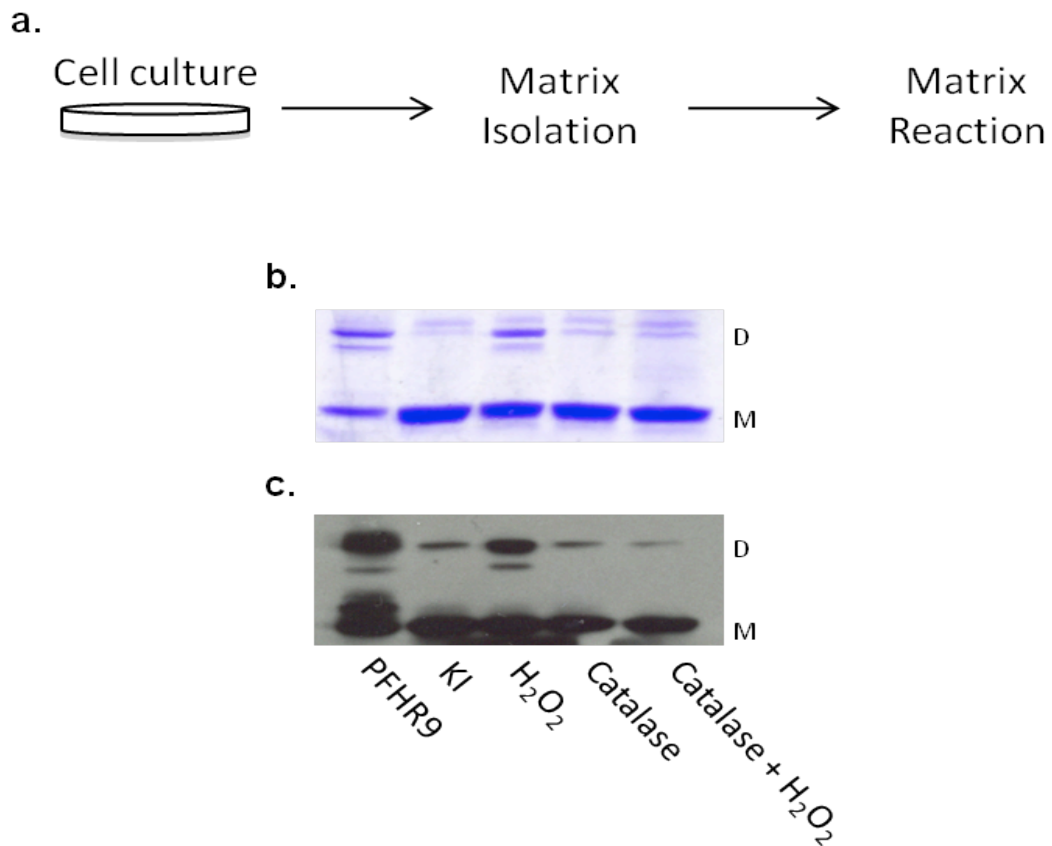 a.
Cell culture
Matrix
Isolation
Matrix
Reaction
b.
D
M
c.
D
M
PFHR9
KI
H₂O₂
Catalase
Catalase + H₂O₂